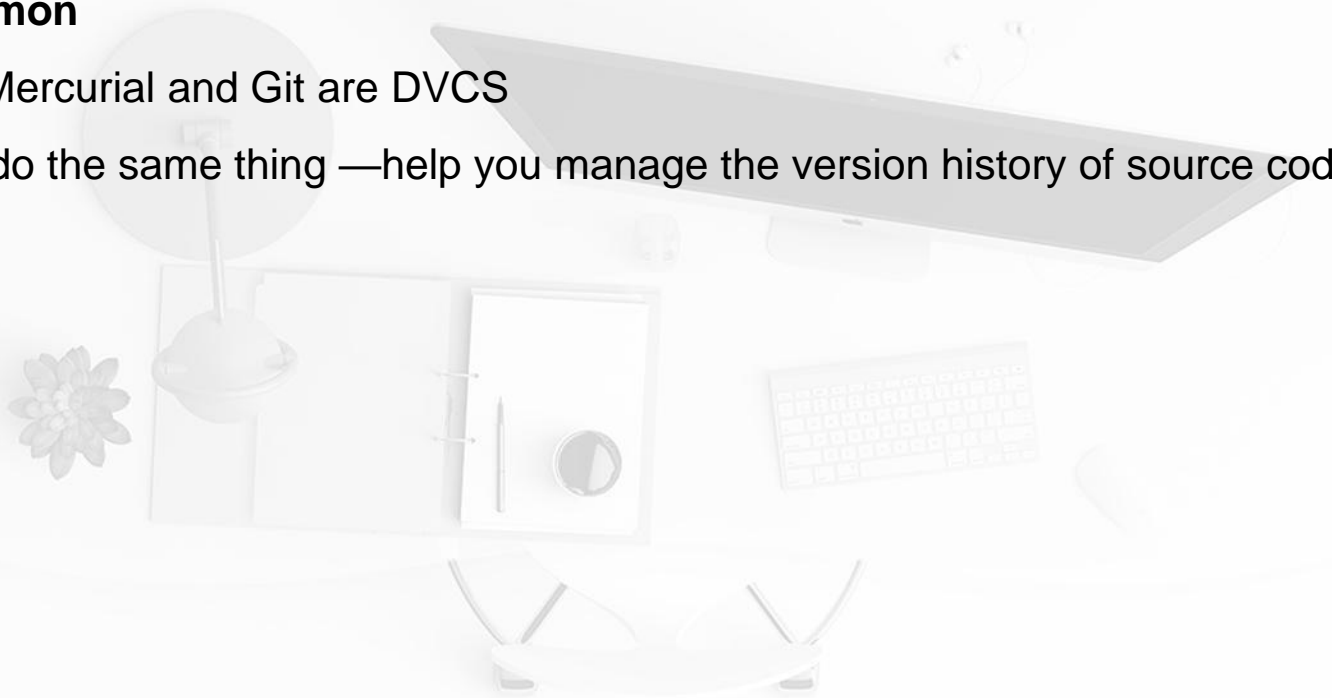 mon
Mercurial and Git are DVCS
do the same thing —help you manage the version history of source cod